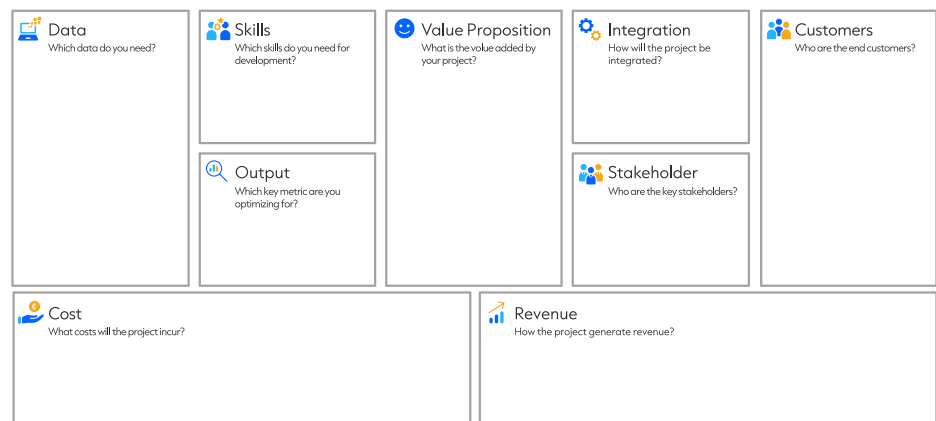 Data
Which data do you need?
Skills
Which skills do you need for
development?
Output
Which key metric are you
optimizing for?
Value Proposition
What is the value added by
your project?
Integration
How will the project be
integrated?
Stakeholder
Who are the key stakeholders?
Customers
Who are the end customers?
Cost
What costs will the project incur?
Revenue
How the project generate revenue?